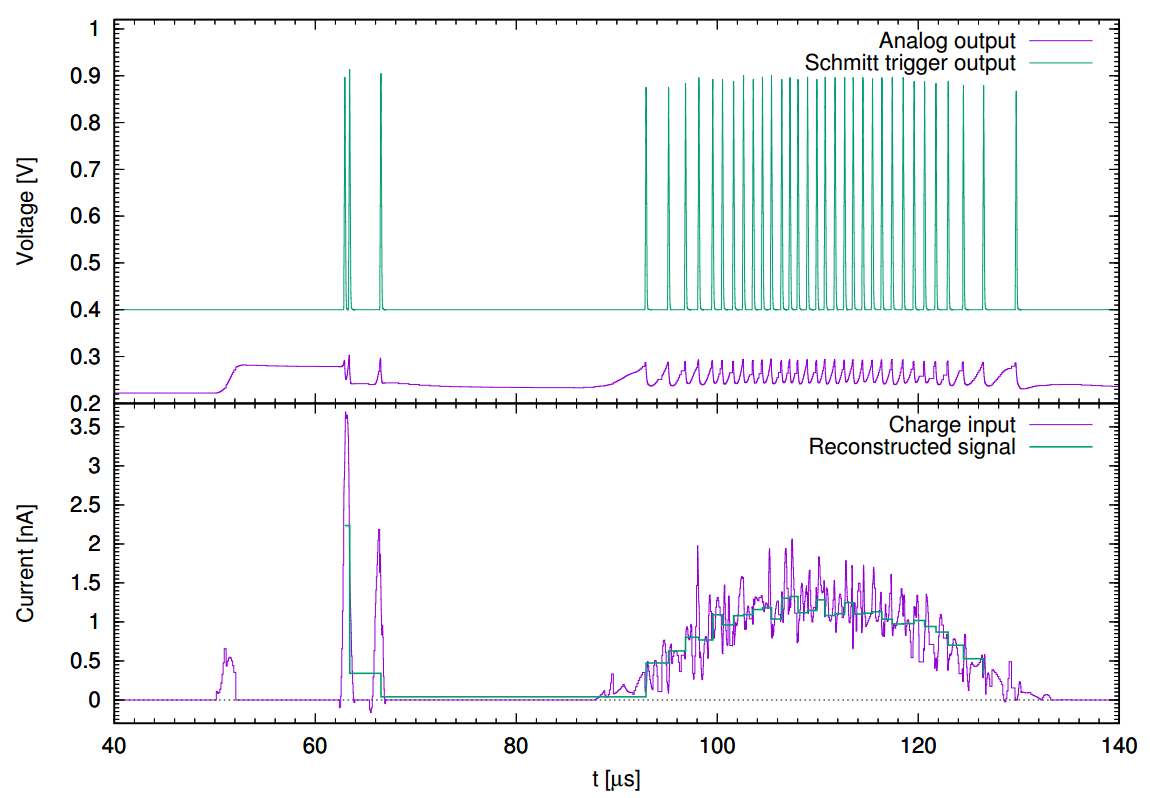 1
Analog output
Schmitt trigger output
0.9
0.8
0.7
0.6
0.5
0.4
0.3
0.2
Voltage [V]
Charge input
Reconstructed signal
3.5
3
2.5
2
1.5
1
0.5
0
Current [nA]
40 60 80 100 120 140
t [μs]